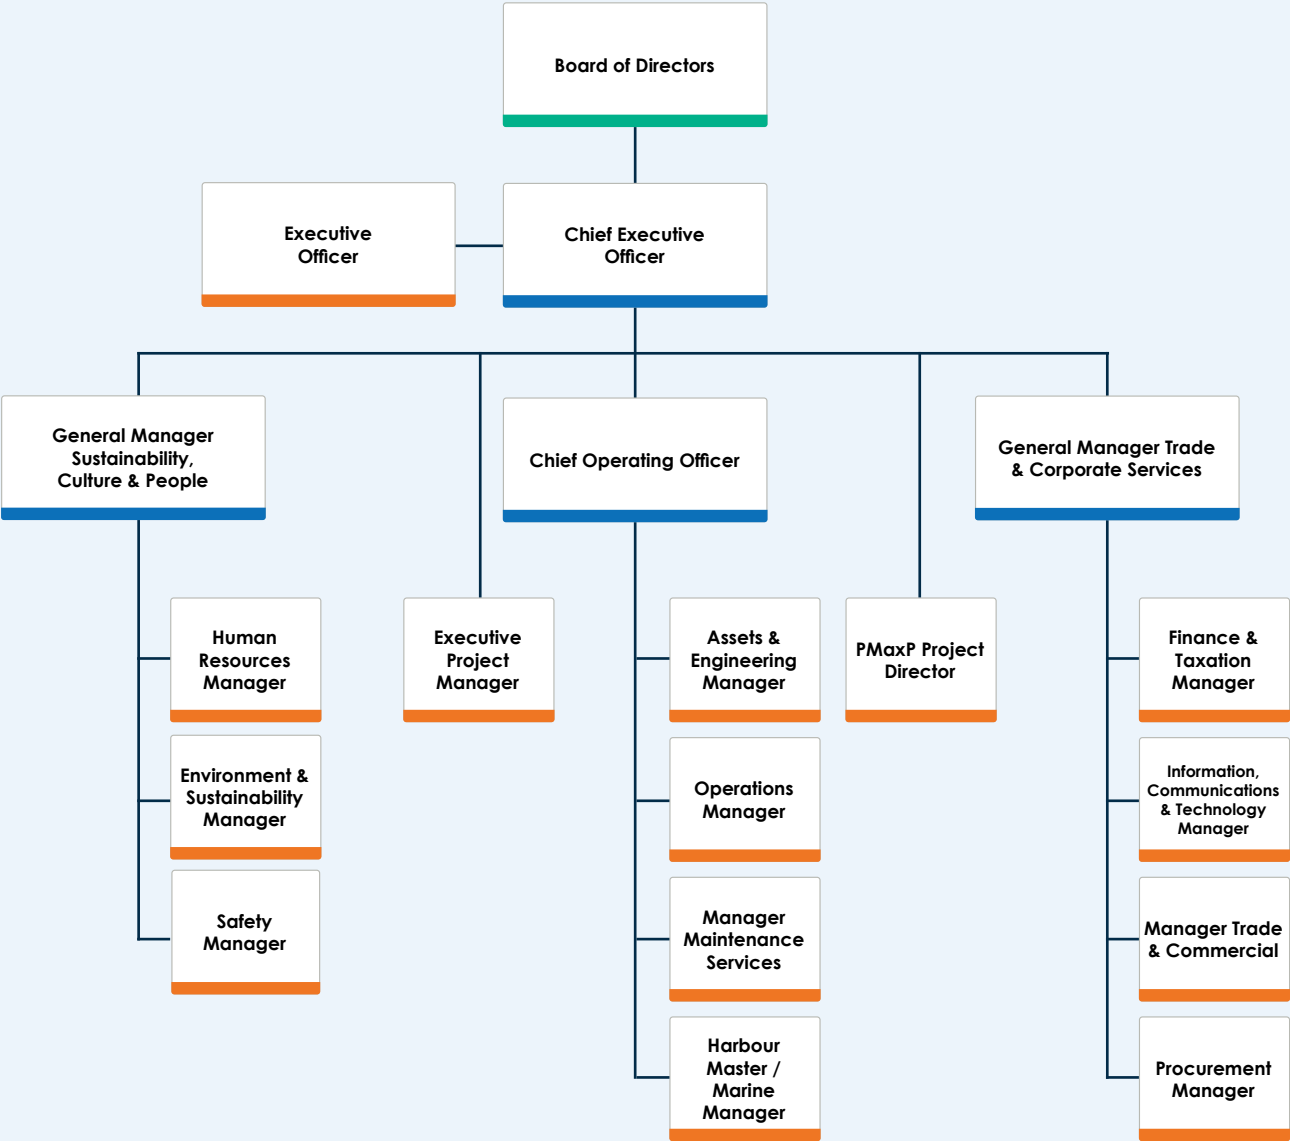 Board of Directors
Executive
Officer
Chief Executive
Officer
General Manager
Sustainability,
Culture & People
Chief Operating Officer
General Manager Trade
& Corporate Services
Human
Resources
Manager
Executive
Project
Manager
Assets &
Engineering
Manager
PMaxP Project
Director
Finance &
Taxation
Manager
Environment &
Sustainability
Manager
Operations
Manager
Information,
Communications
& Technology
Manager
Safety
Manager
Manager
Maintenance
Services
Manager Trade
& Commercial
Harbour
Master /
Marine
Manager
Procurement
Manager